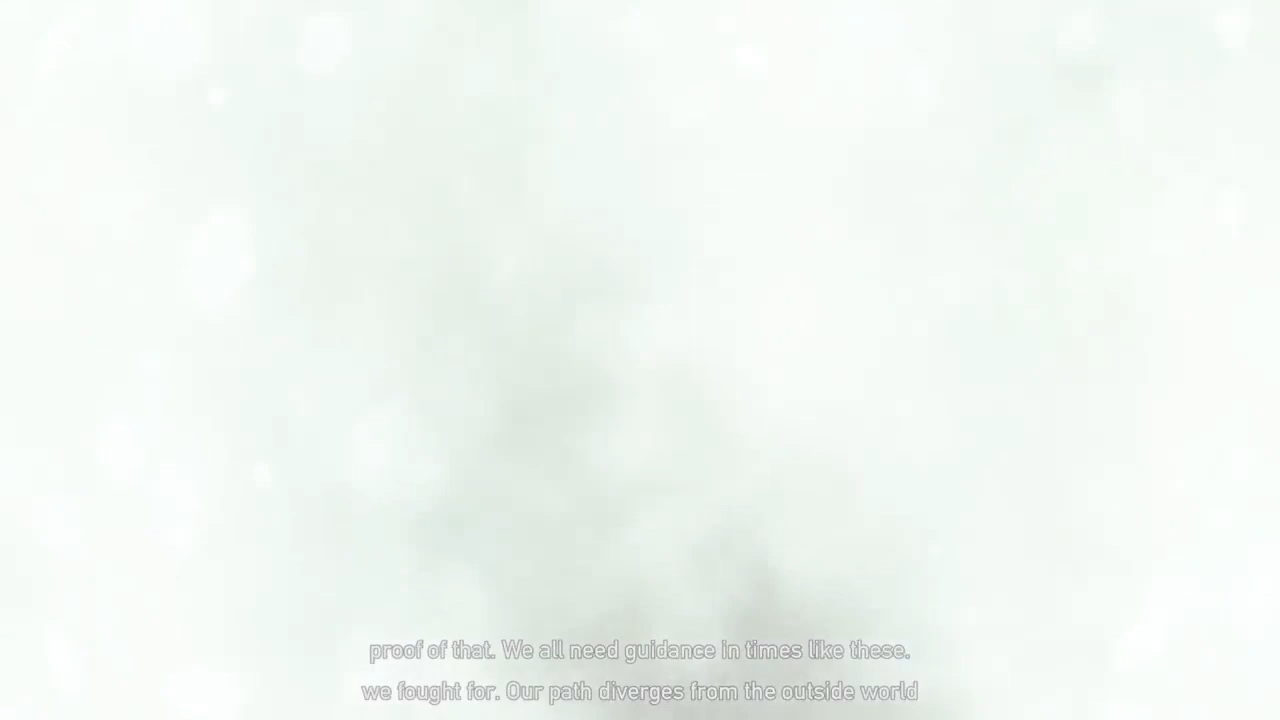 proof of that. We all need guidance in times like these.
we fought for. Our path diverges from the outside world